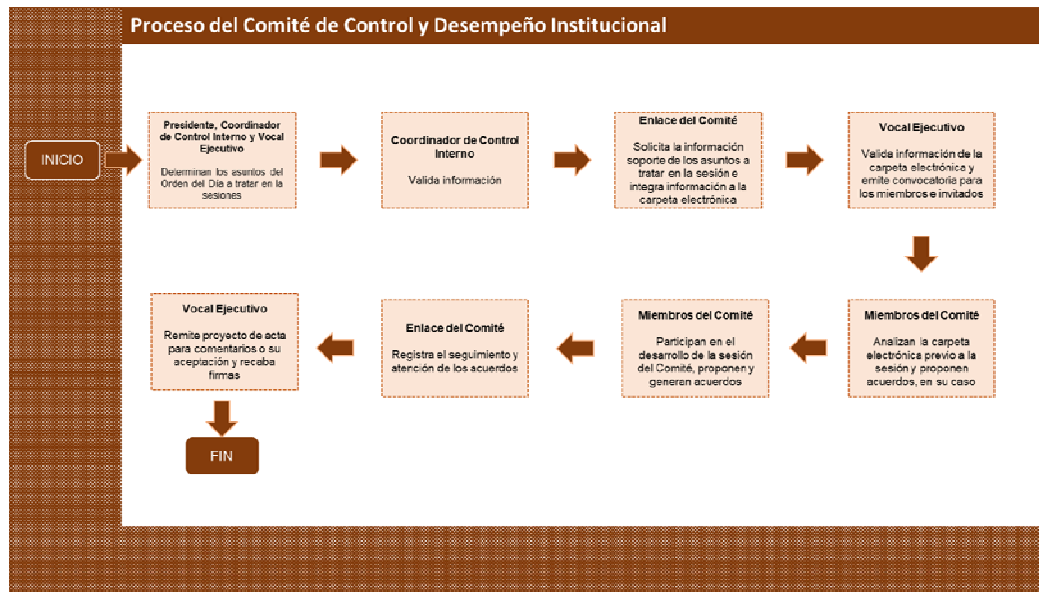 Proceso del Comité de Control y Desempeño Institucional
INICIO
Presidente, Coordinador
de Control Interno y Vocal
Ejecutivo
Determinan los asuntos del
Orden del Día a tratar en la
sesiones
Coordinador de Control
Interno
Valida información
Enlace del Comité
Solicita la información
soporte de los asuntos a
tratar en la sesión e
integra información a la
carpeta electrónica
Vocal Ejecutivo
Valida información de la
carpeta electrónica y
emite convocatoria para
los miembros e invitados
Miembros del Comité
Analizan la carpeta
electrónica previo a la
sesión y proponen
acuerdos, en su caso
Miembros del Comité
Participan en el
desarrollo de la sesión
del Comité, proponen y
generan acuerdos
Enlace del Comité
Registra el seguimiento y
atención de los acuerdos
Vocal Ejecutivo
Remite proyecto de acta
para comentarios o su
aceptación y recaba
firmas
FIN